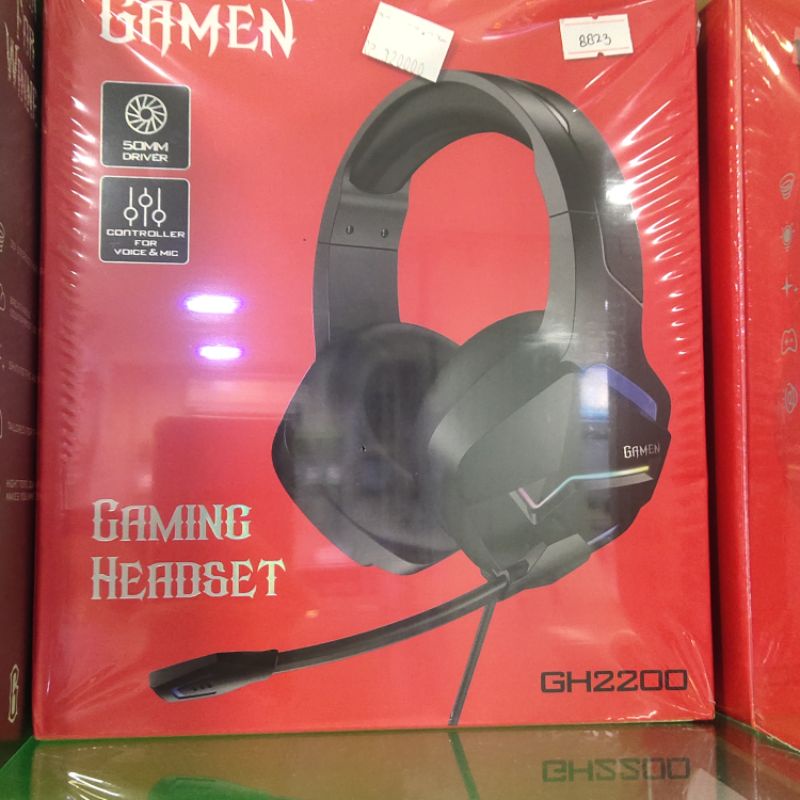 GAMEN
8823
50MM
DRIVER
CONTROLLER
FOR
VOICE & MIC
GAMEN
GAMING
HEADSET
GH2200